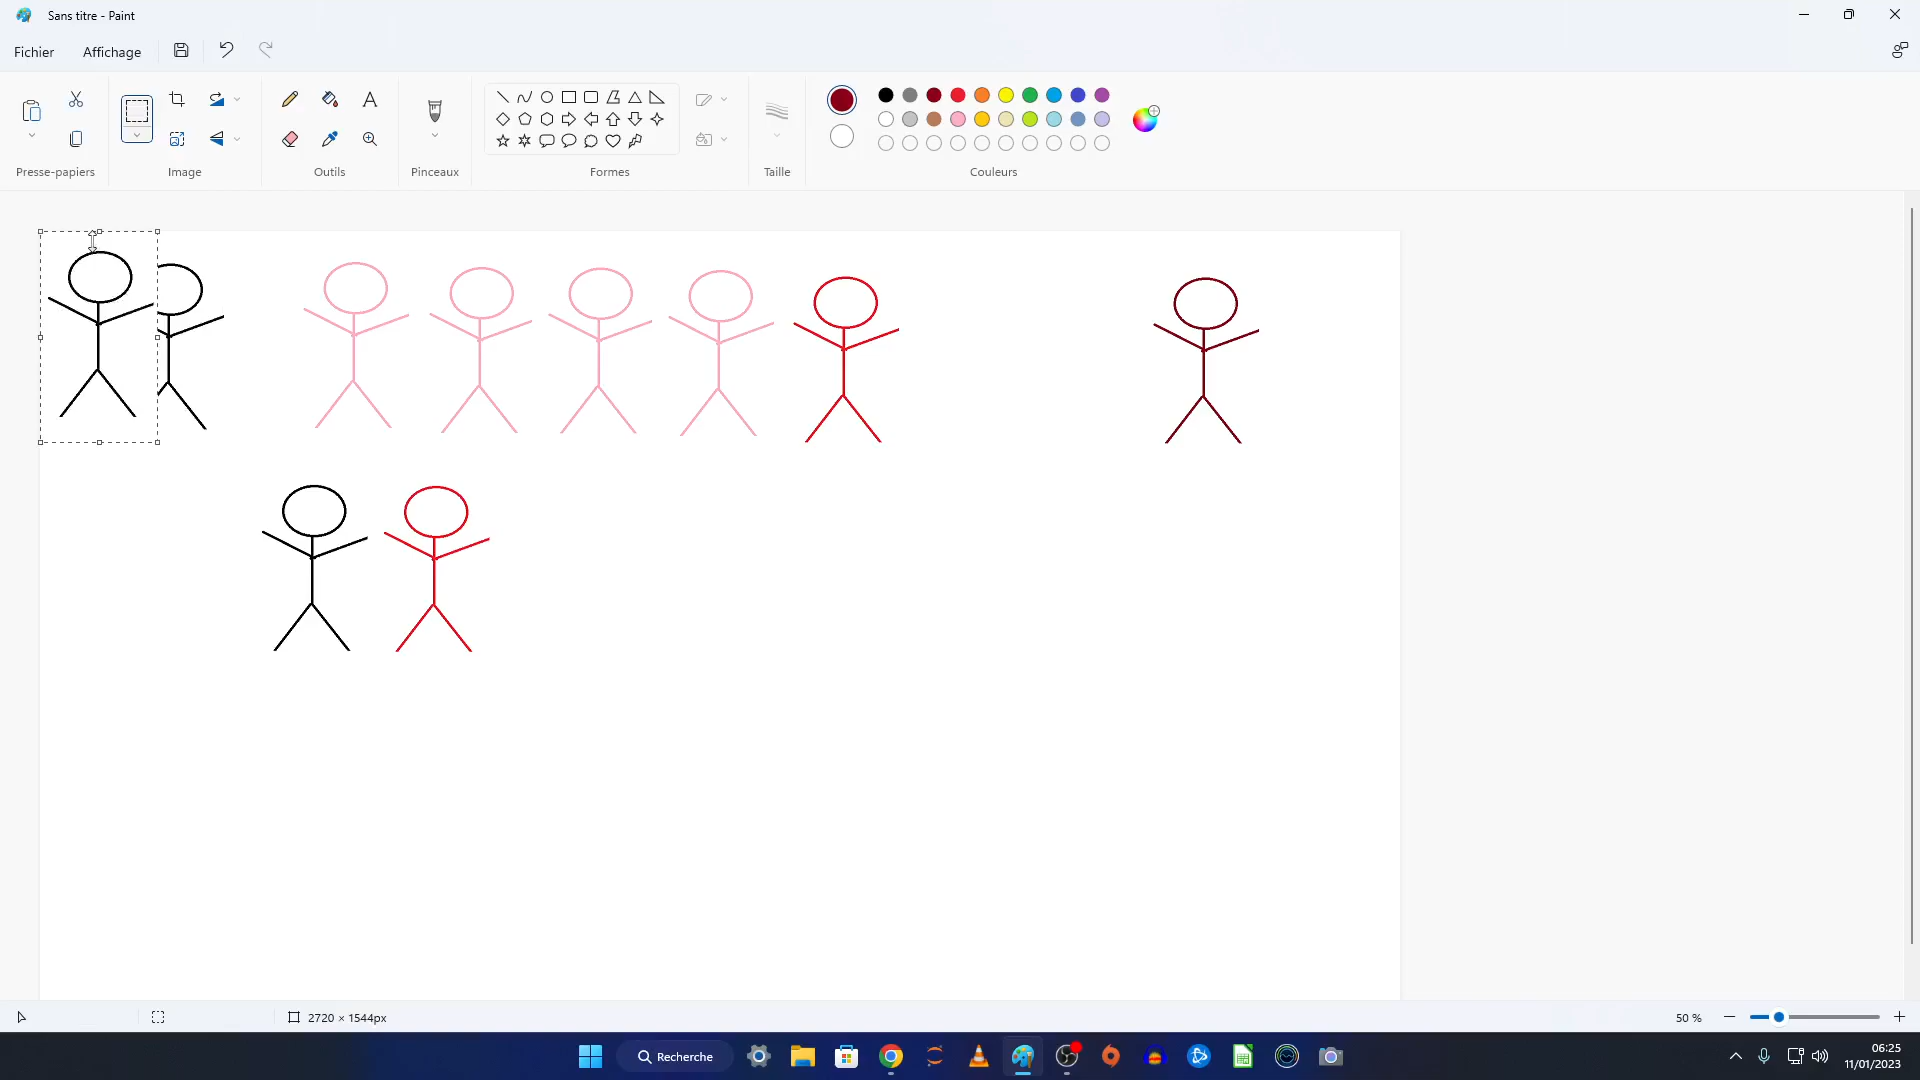 Sans titre - Paint
Fichier Affichage
Presse-papiers Image Outils Pinceaux Formes Taille Couleurs
2720 × 1544px 50 %
Recherche 06:25
11/01/2023